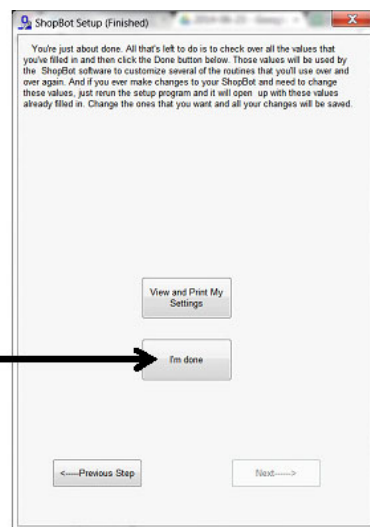 ShopBot Setup (Finished)
You're just about done. All that's left to do is to check over all the values that
you've filled in and then click the Done button below. Those values will be used by
the ShopBot software to customize several of the routines that you'll use over and
over again. And if you ever make changes to your ShopBot and need to change
these values, just rerun the setup program and it will open up with these values
already filled in. Change the ones that you want and all your changes will be saved.
View and Print My
Settings
I'm done
<----Previous Step
Next---->